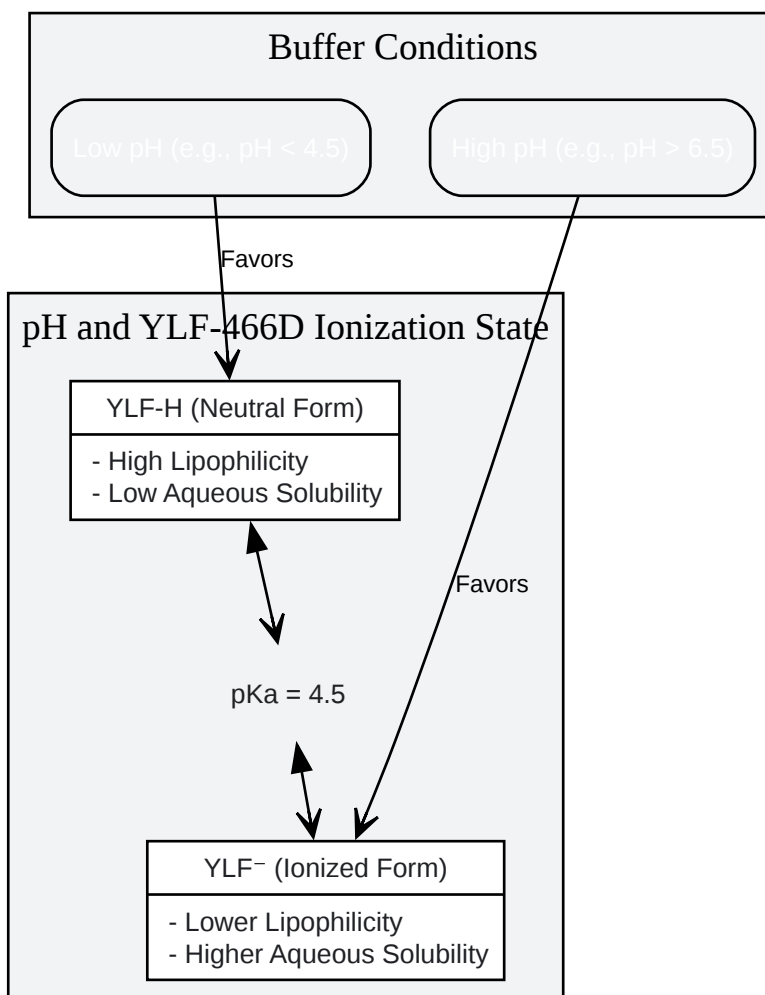 Buffer Conditions
Low pH (e.g., pH < 4.5)
High pH (e.g., pH > 6.5)
Favors
pH and YLF-466D Ionization State
YLF-H (Neutral Form)
- High Lipophilicity
- Low Aqueous Solubility
Favors
pKa = 4.5
YLF⁻ (Ionized Form)
- Lower Lipophilicity
- Higher Aqueous Solubility